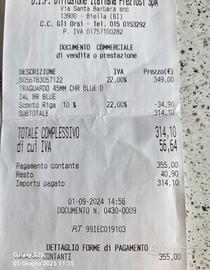 D.I.P. Diffusione Italiana Preziosi SpA
Via Santa Barbara snc
13900 - Biella (BI)
C.C. Gli Orsi - Tel. 015 0153292
P.IVA 01757100282
DOCUMENTO COMMERCIALE
di vendita o prestazione
DESCRIZIONE IVA Prezzo(€)
8056783057122 22,00% 349,00
TRAGUARDO 45MM CHR BLUE D
IAL BR BLUE
Sconto Riga 10 % 22,00% -34,90
SUBTOTALE 314,10
TOTALE COMPLESSIVO 314,10
di cui IVA 56,64
Pagamento contante 355,00
Resto 40,90
Importo pagato 314,10
01-09-2024 14:56
DOCUMENTO N. 0430-0009
RT 99IEC019103
DETTAGLIO FORME di PAGAMENTO
CONTANTI 355,00
05 giugno 2025 11:35